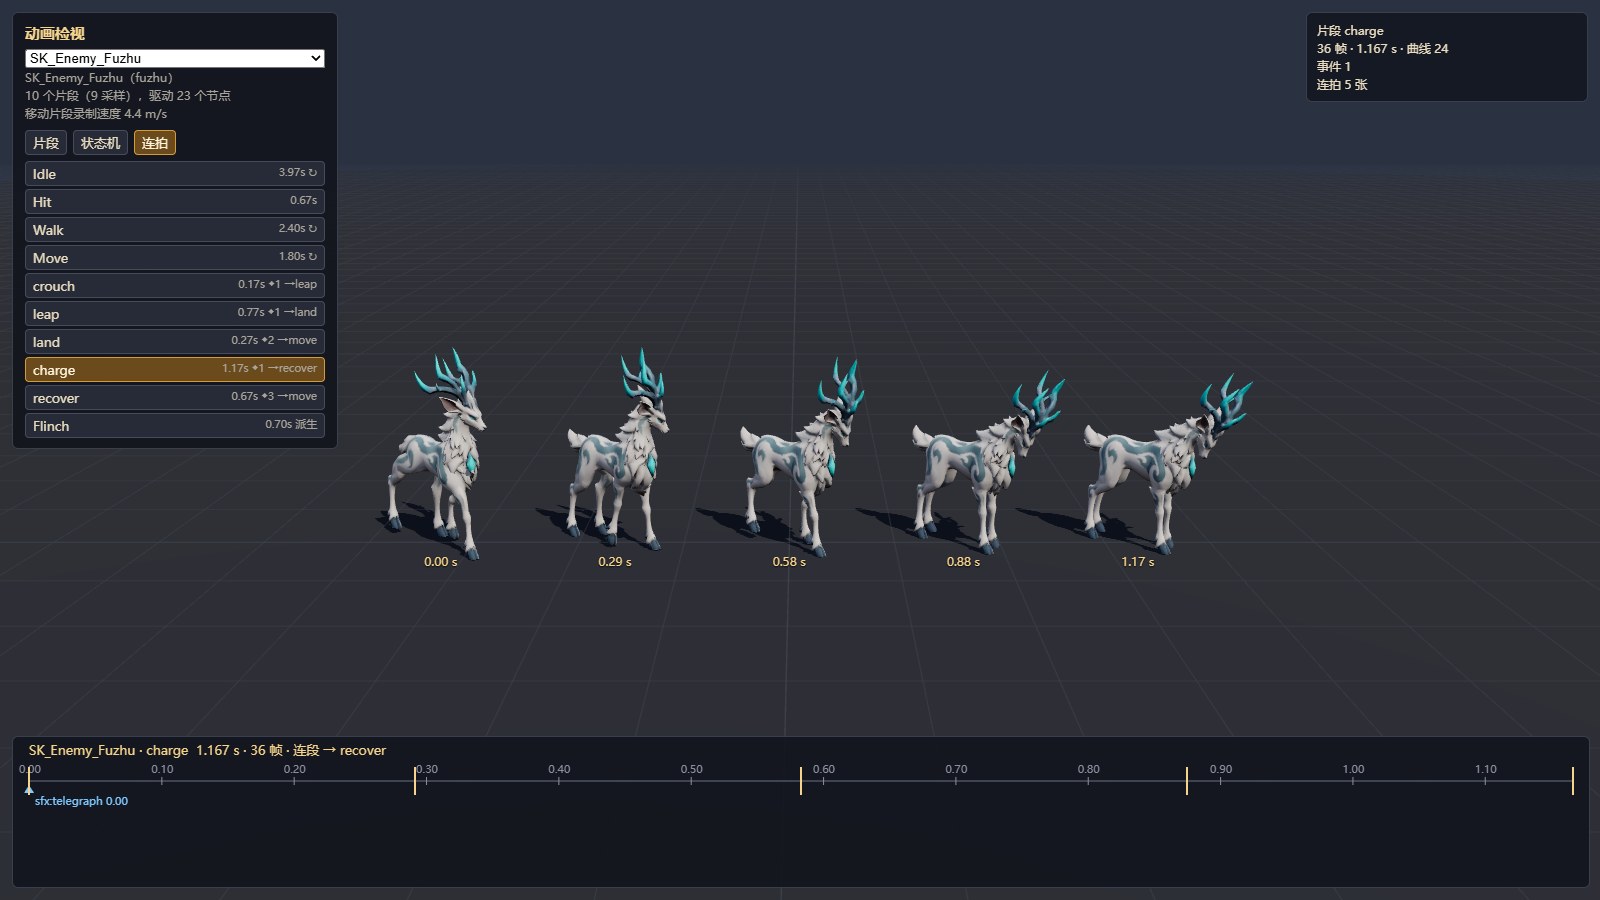 动画检视
SK_Enemy_Fuzhu
SK_Enemy_Fuzhu（fuzhu）
10 个片段（9 采样），驱动 23 个节点
移动片段录制速度 4.4 m/s
片段 状态机 连拍
Idle 3.97s ↻
Hit 0.67s
Walk 2.40s ↻
Move 1.80s ↻
crouch 0.17s ✦1 →leap
leap 0.77s ✦1 →land
land 0.27s ✦2 →move
charge 1.17s ✦1 →recover
recover 0.67s ✦3 →move
Flinch 0.70s 派生
片段 charge
36 帧 · 1.167 s · 曲线 24
事件 1
连拍 5 张
0.00 s 0.29 s 0.58 s 0.88 s 1.17 s
SK_Enemy_Fuzhu · charge 1.167 s · 36 帧 · 连段 → recover
0.00 0.10 0.20 0.30 0.40 0.50 0.60 0.70 0.80 0.90 1.00 1.10
sfx:telegraph 0.00